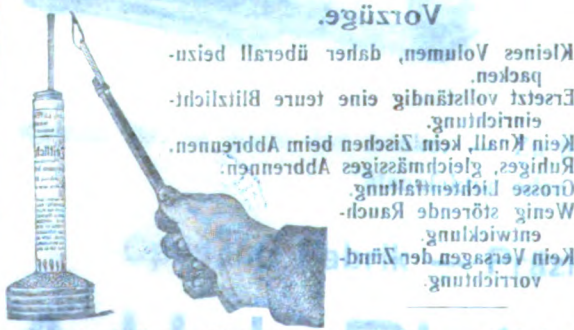 Vorzüge.
Kleines Volumen, daher überall beizu-
packen.
Ersetzt vollständig eine teure Blitzlicht-
einrichtung.
Kein Knall, kein Zischen beim Abbrennen.
Ruhiges, gleichmässiges Abbrennen.
Grosse Lichtentfaltung.
Wenig störende Rauch-
entwicklung.
Kein Versagen der Zünd-
vorrichtung.